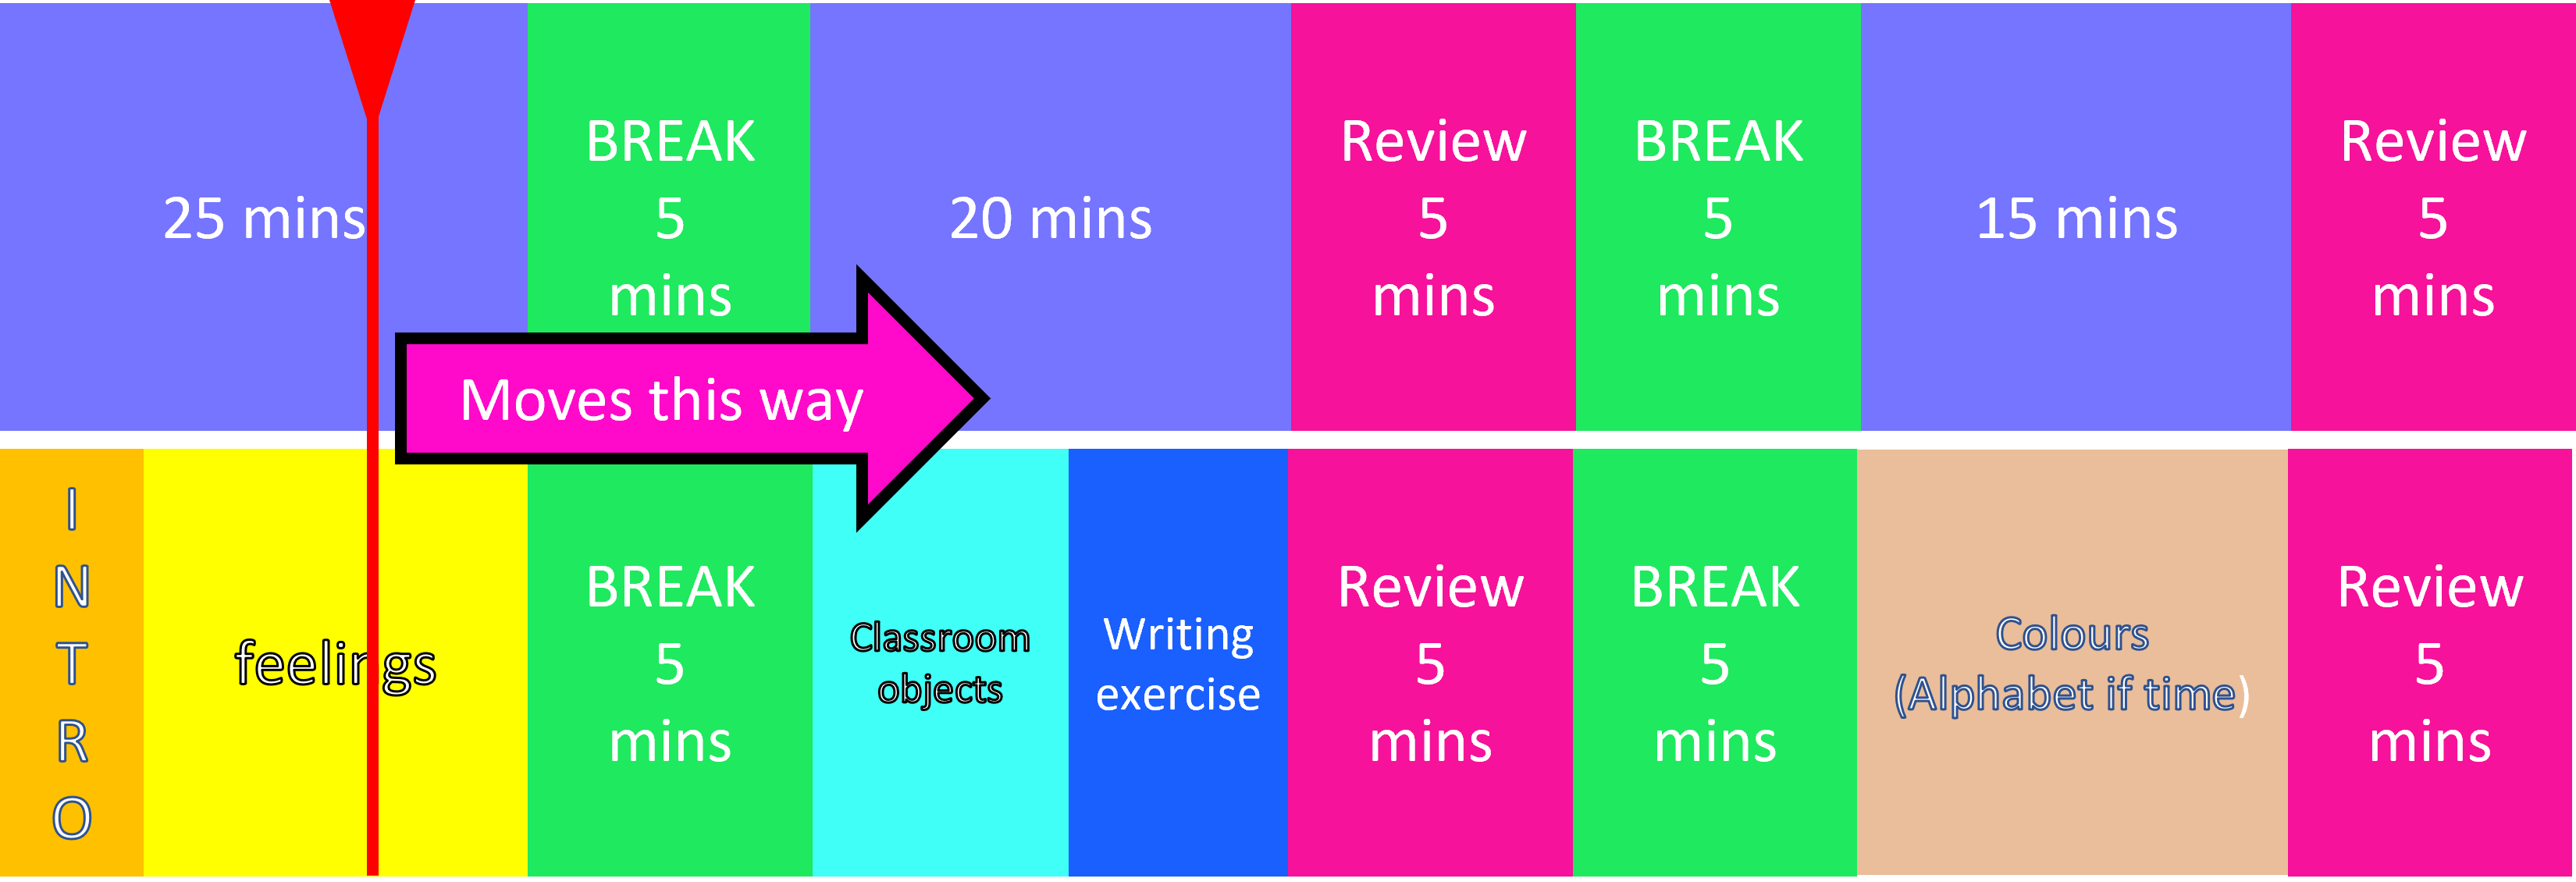 25 mins
BREAK
5
mins
20 mins
Review
5
mins
BREAK
5
mins
15 mins
Review
5
mins
Moves this way
I
N
T
R
O
feelings
BREAK
5
mins
Classroom
objects
Writing
exercise
Review
5
mins
BREAK
5
mins
Colours
(Alphabet if time)
Review
5
mins